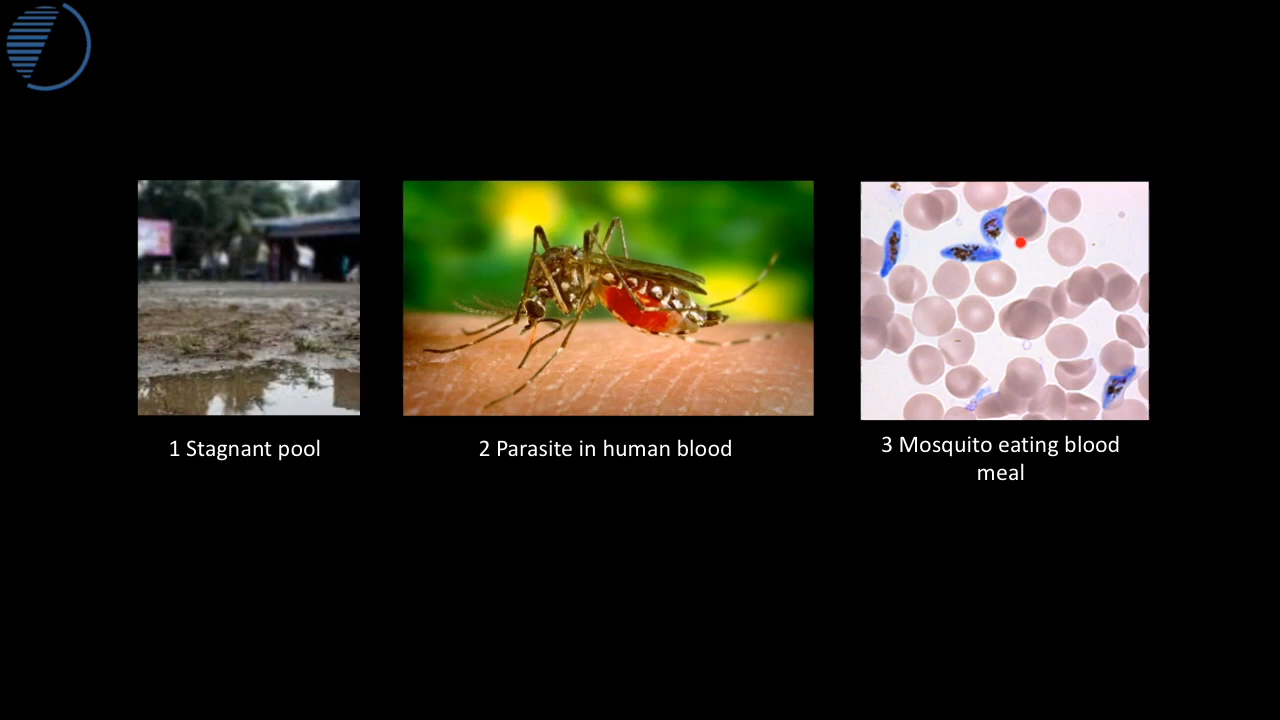 1 Stagnant pool
2 Parasite in human blood
3 Mosquito eating blood
meal